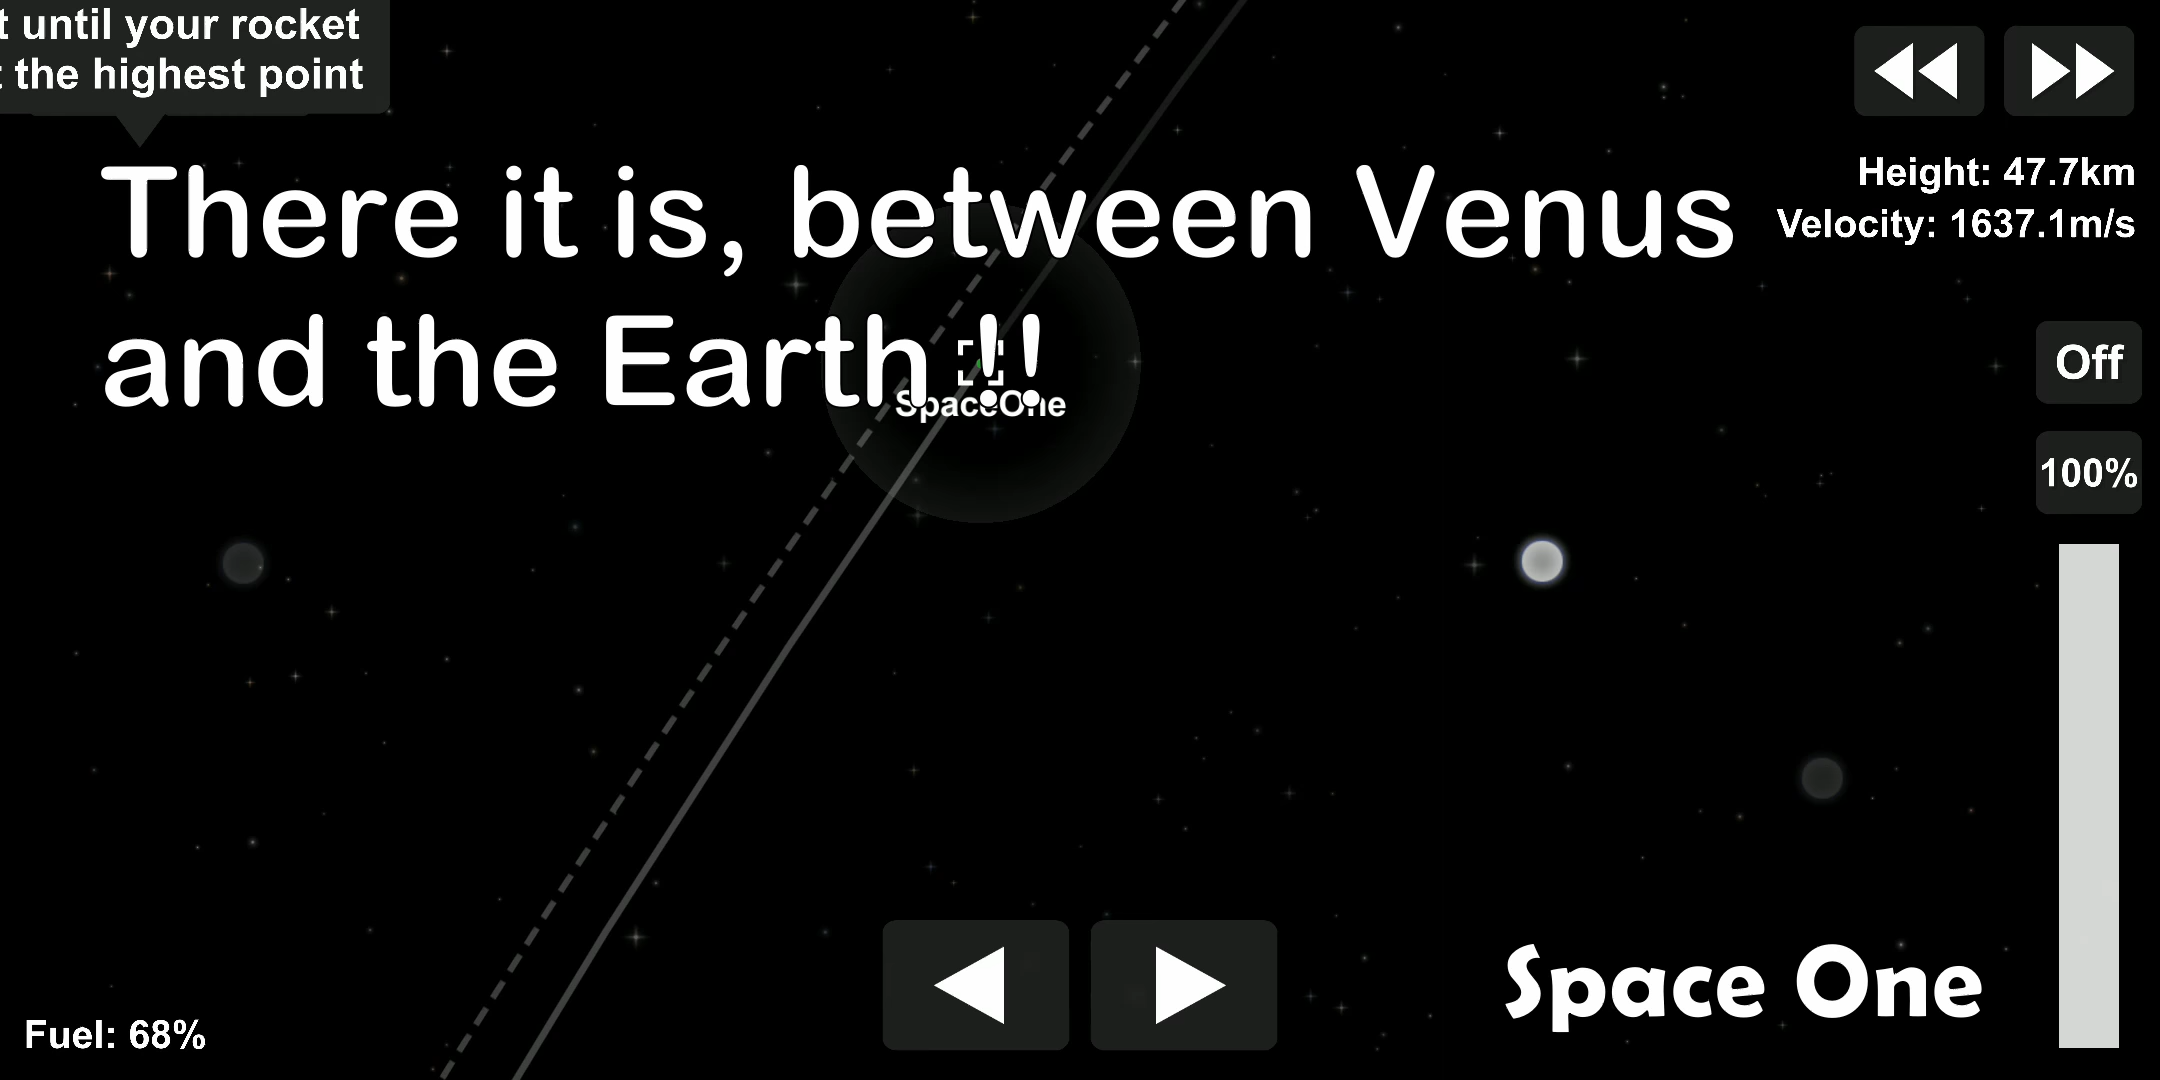 t until your rocket
t the highest point
There it is, between Venus
and the Earth !!
Height: 47.7km
Velocity: 1637.1m/s
Off
SpaceOne
100%
Space One
Fuel: 68%